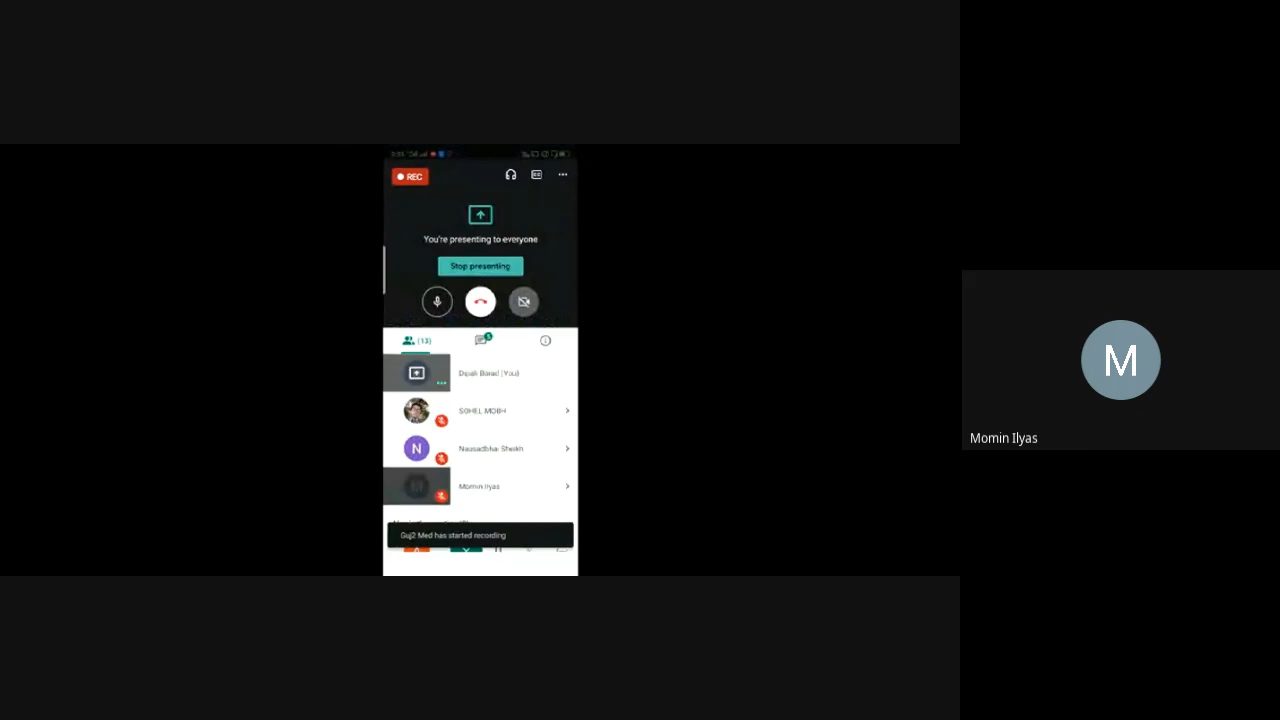 REC
You're presenting to everyone
Stop presenting
(13)
Dipali Barad (You)
SOHEL MOBH
Nausadbhai Sheikh
N
Momin Ilyas
Guj2 Med has started recording
M
Momin Ilyas